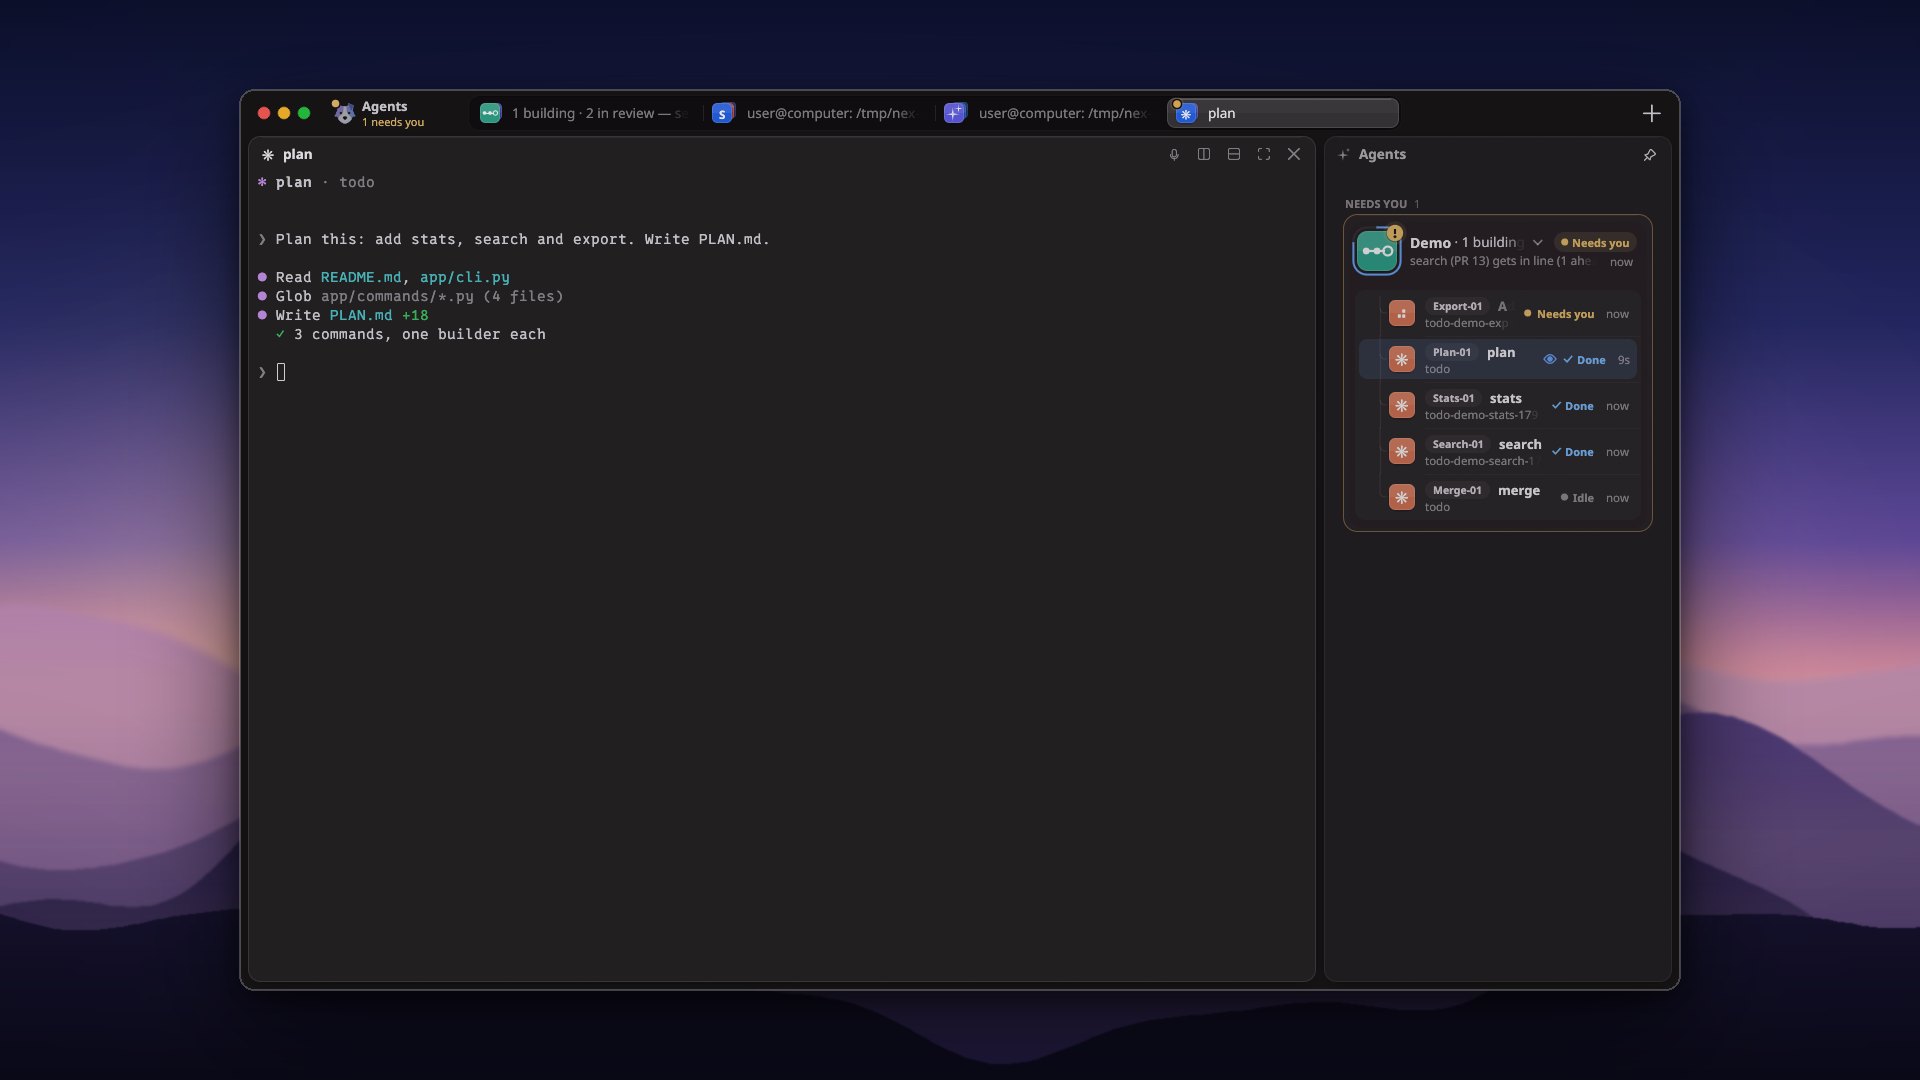 Agents
1 needs you
1 building · 2 in review —
S
user@computer: /tmp/nex
user@computer: /tmp/nex
plan
plan
* plan · todo
❯ Plan this: add stats, search and export. Write PLAN.md.
● Read README.md, app/cli.py
● Glob app/commands/*.py (4 files)
● Write PLAN.md +18
✓ 3 commands, one builder each
❯
Agents
NEEDS YOU 1
Demo · 1 building
Needs you
search (PR 13) gets in line (1 ahe
now
Export-01 A
Needs you now
todo-demo-exp
Plan-01 plan
✓ Done 9s
todo
Stats-01 stats
✓ Done now
todo-demo-stats-179
Search-01 search
✓ Done now
todo-demo-search-1
Merge-01 merge
Idle now
todo